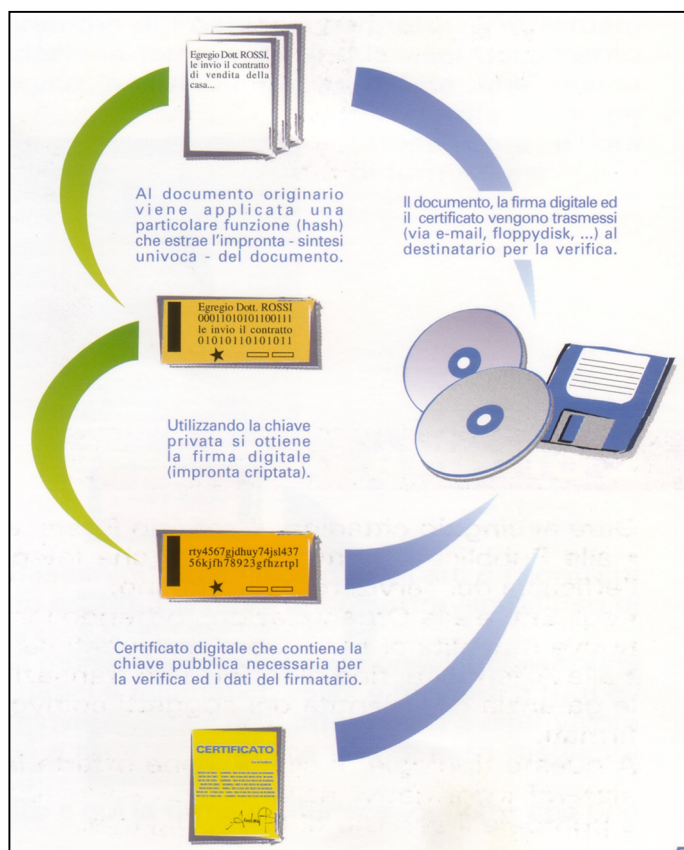 Egregio Dott. ROSSI,
le invio il contratto
di vendita della
casa...
Al documento originario
viene applicata una
particolare funzione (hash)
che estrae l'impronta - sintesi
univoca - del documento.
Il documento, la firma digitale ed
il certificato vengono trasmessi
(via e-mail, floppydisk, ...) al
destinatario per la verifica.
Egregio Dott. ROSSI
00011010101100111
le invio il contratto
01010110101011
Utilizzando la chiave
privata si ottiene
la firma digitale
(impronta criptata).
rty4567gjdhuy74jsl437
56kjfh78923gfhzrtpl
Certificato digitale che contiene la
chiave pubblica necessaria per
la verifica ed i dati del firmatario.
CERTIFICATO